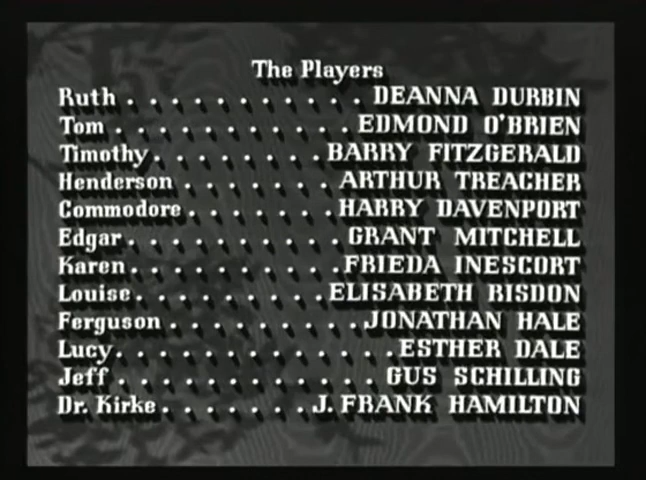 The Players
Ruth . . . . . . . . . . . DEANNA DURBIN
Tom . . . . . . . . . . . EDMOND O'BRIEN
Timothy . . . . . . . . BARRY FITZGERALD
Henderson . . . . . . ARTHUR TREACHER
Commodore . . . . . . . HARRY DAVENPORT
Edgar . . . . . . . . . . GRANT MITCHELL
Karen . . . . . . . . . . FRIEDA INESCORT
Louise . . . . . . . . . ELISABETH RISDON
Ferguson . . . . . . . . . JONATHAN HALE
Lucy . . . . . . . . . . . . . ESTHER DALE
Jeff . . . . . . . . . . . . GUS SCHILLING
Dr. Kirke . . . . . . . J. FRANK HAMILTON